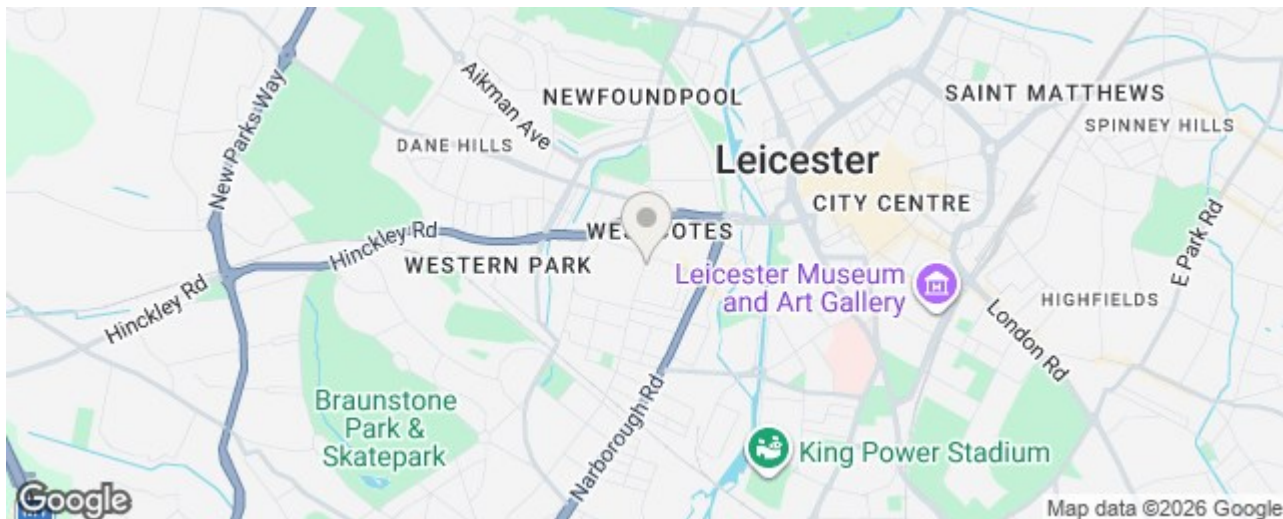 Aikman Ave
NEWFOUNDPOOL
SAINT MATTHEWS
SPINNEY HILLS
New Parks Way
DANE HILLS
Leicester
CITY CENTRE
E Park Rd
Hinckley Rd
WESTERN PARK
Leicester Museum
and Art Gallery
HIGHFIELDS
Hinckley Rd
London Rd
Braunstone
Park &
Skatepark
Narborough Rd
King Power Stadium
Google
Map data ©2026 Google